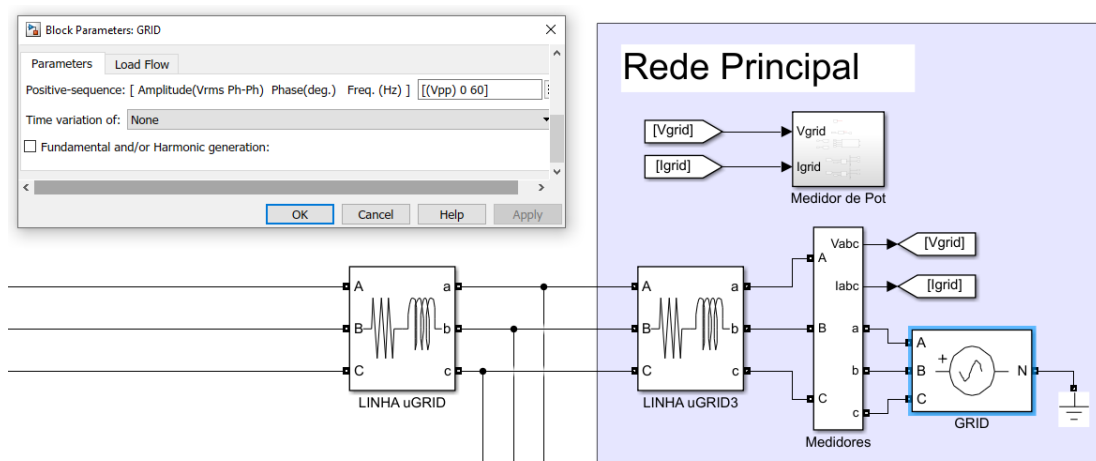 Block Parameters: GRID
Parameters Load Flow
Positive-sequence: [ Amplitude(Vrms Ph-Ph) Phase(deg.) Freq. (Hz) ] [(Vpp) 0 60]
Time variation of: None
Fundamental and/or Harmonic generation:
OK Cancel Help Apply
Rede Principal
[Vgrid] Vgrid
[Igrid] Igrid
Medidor de Pot
Vabc [Vgrid]
A
Iabc [Igrid]
A a A a
B b B b B a A
C c C c b B N
C c C
+
LINHA uGRID
LINHA uGRID3
GRID
Medidores